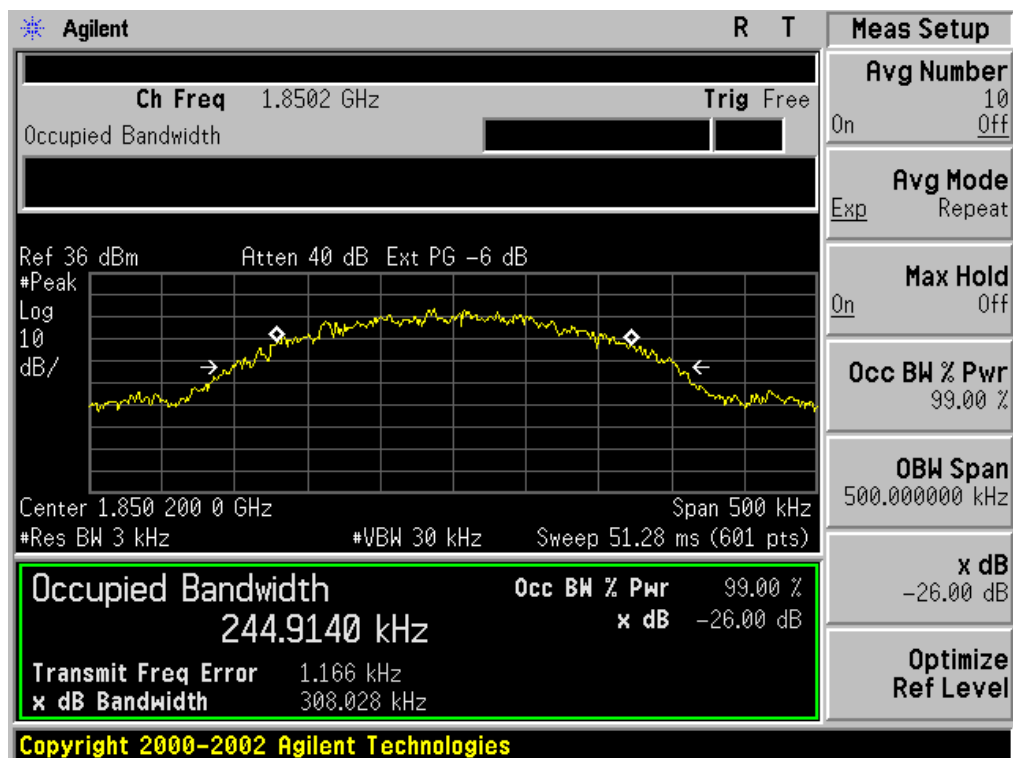 Agilent R T
Ch Freq 1.8502 GHz Trig Free
Occupied Bandwidth
Ref 36 dBm Atten 40 dB Ext PG -6 dB
#Peak
Log
10
dB/
Center 1.850 200 0 GHz Span 500 kHz
#Res BW 3 kHz #VBW 30 kHz Sweep 51.28 ms (601 pts)
Occupied Bandwidth Occ BW % Pwr 99.00 %
244.9140 kHz x dB -26.00 dB
Transmit Freq Error 1.166 kHz
x dB Bandwidth 308.028 kHz
Copyright 2000-2002 Agilent Technologies
Meas Setup
Avg Number
10
On Off
Avg Mode
Exp Repeat
Max Hold
On Off
Occ BW % Pwr
99.00 %
OBW Span
500.000000 kHz
x dB
-26.00 dB
Optimize
Ref Level